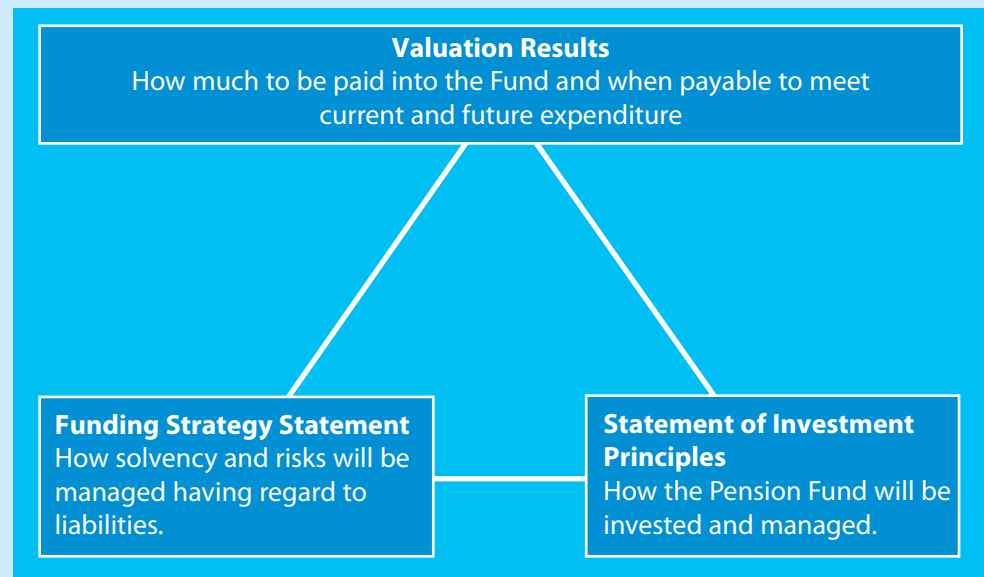 Valuation Results
How much to be paid into the Fund and when payable to meet
current and future expenditure
Funding Strategy Statement
How solvency and risks will be
managed having regard to
liabilities.
Statement of Investment
Principles
How the Pension Fund will be
invested and managed.